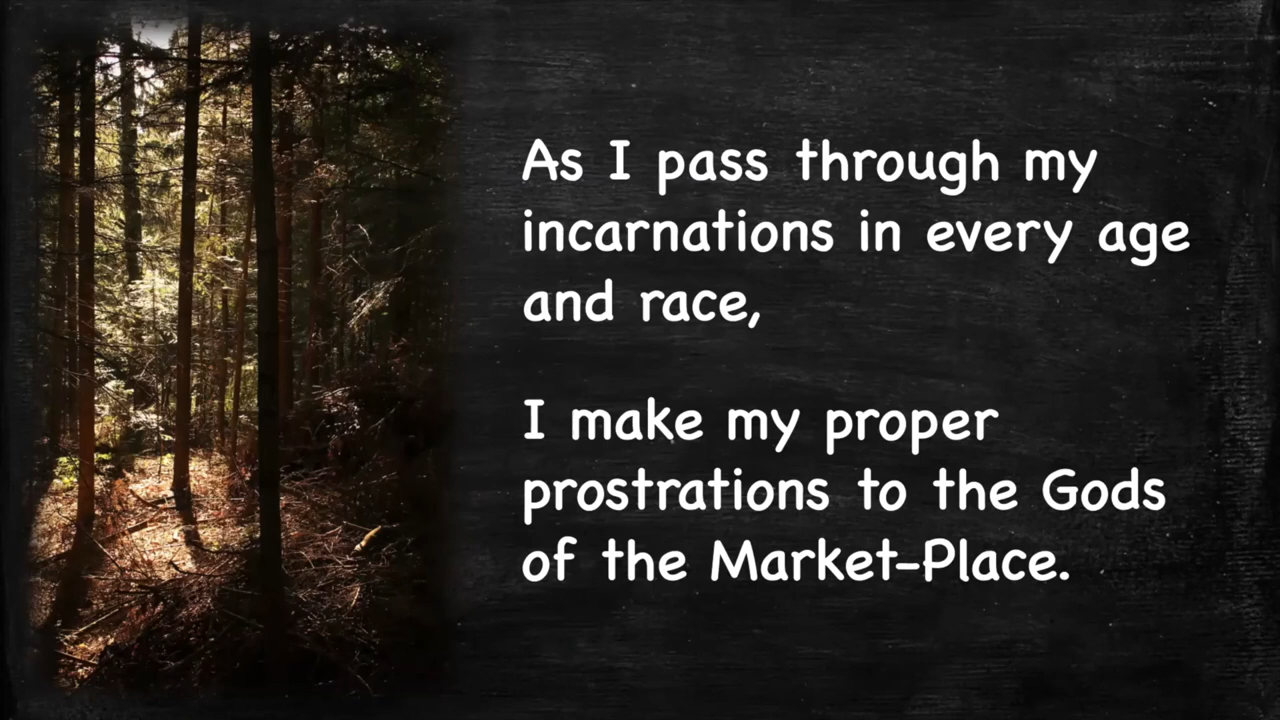 As I pass through my
incarnations in every age
and race,
I make my proper
prostrations to the Gods
of the Market-Place.